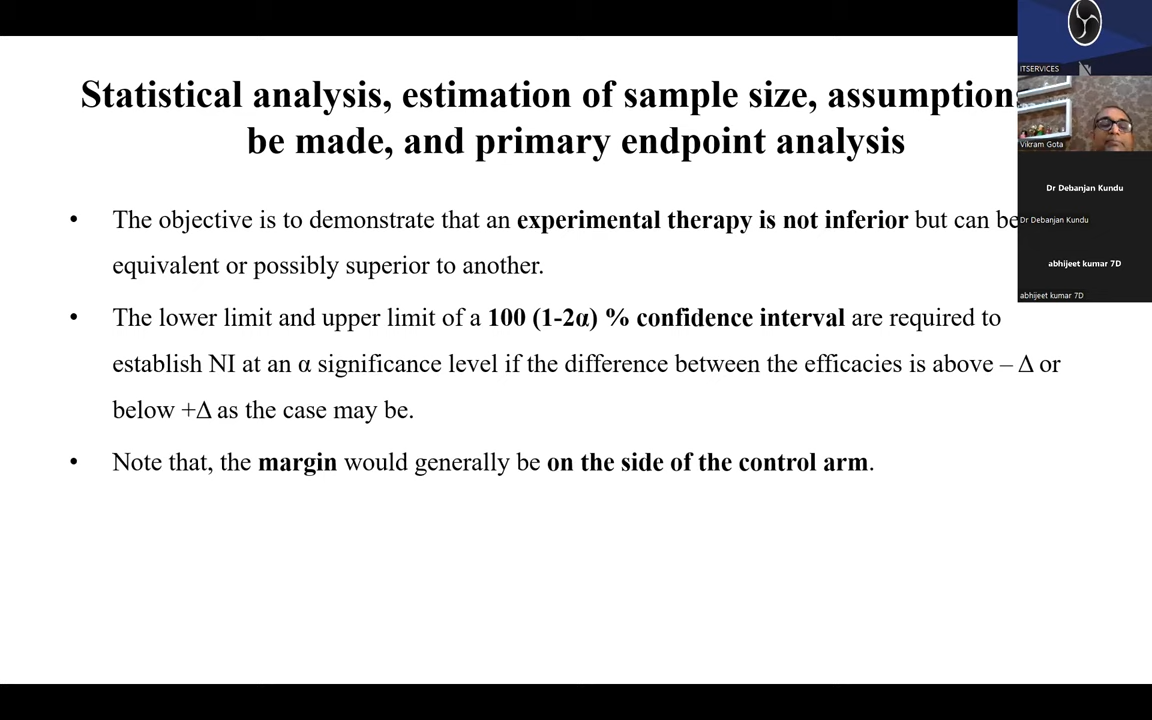 Statistical analysis, estimation of sample size, assumption
be made, and primary endpoint analysis
• The objective is to demonstrate that an experimental therapy is not inferior but can be
equivalent or possibly superior to another.
• The lower limit and upper limit of a 100 (1-2α) % confidence interval are required to
establish NI at an α significance level if the difference between the efficacies is above – Δ or
below +Δ as the case may be.
• Note that, the margin would generally be on the side of the control arm.
ITSERVICES
Vikram Gota
Dr Debanjan Kundu
Dr Debanjan Kundu
abhijeet kumar 7D
abhijeet kumar 7D